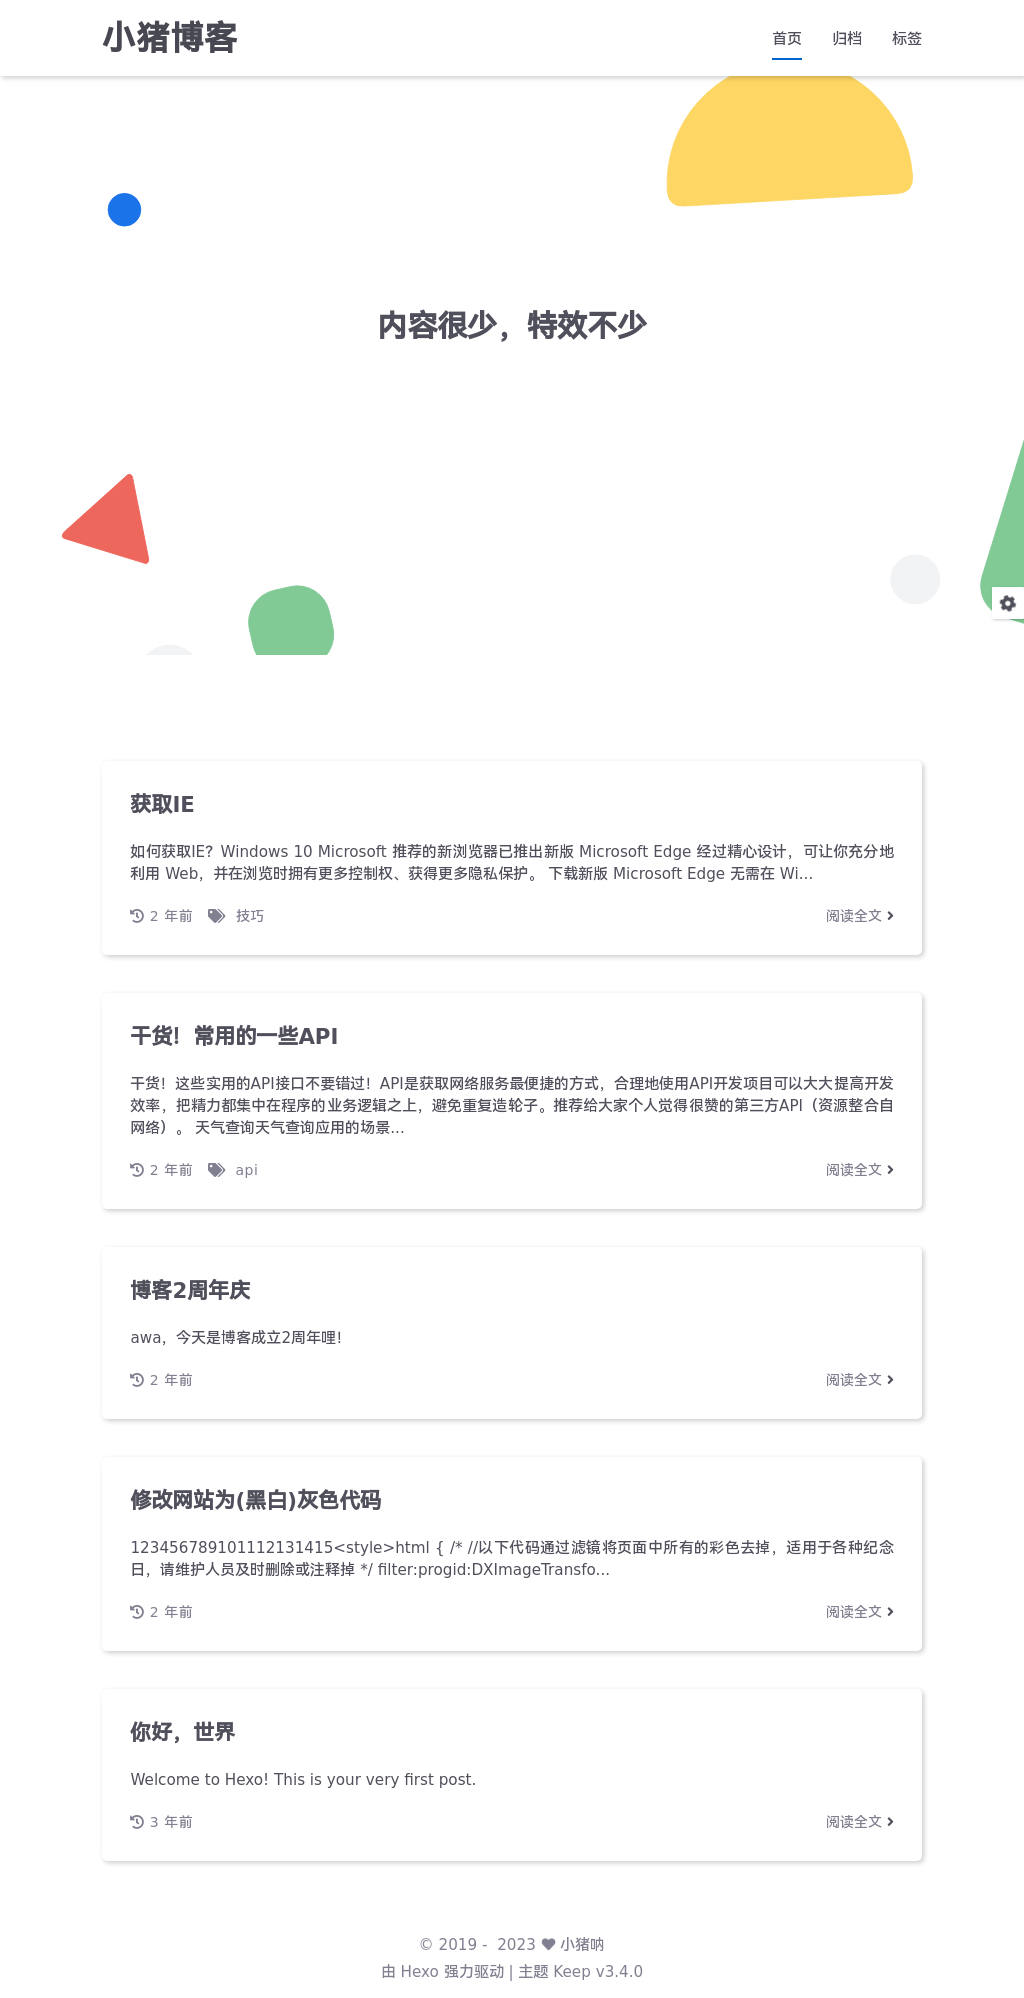 小猪博客
首页 归档 标签
内容很少，特效不少
获取IE
如何获取IE？Windows 10 Microsoft 推荐的新浏览器已推出新版 Microsoft Edge 经过精心设计，可让你充分地
利用 Web，并在浏览时拥有更多控制权、获得更多隐私保护。 下载新版 Microsoft Edge 无需在 Wi...
2 年前 技巧 阅读全文
干货！常用的一些API
干货！这些实用的API接口不要错过！API是获取网络服务最便捷的方式，合理地使用API开发项目可以大大提高开发
效率，把精力都集中在程序的业务逻辑之上，避免重复造轮子。推荐给大家个人觉得很赞的第三方API（资源整合自
网络）。 天气查询天气查询应用的场景...
2 年前 api 阅读全文
博客2周年庆
awa，今天是博客成立2周年哩！
2 年前 阅读全文
修改网站为(黑白)灰色代码
123456789101112131415<style>html { /* //以下代码通过滤镜将页面中所有的彩色去掉，适用于各种纪念
日，请维护人员及时删除或注释掉 */ filter:progid:DXImageTransfo...
2 年前 阅读全文
你好，世界
Welcome to Hexo! This is your very first post.
3 年前 阅读全文
© 2019 - 2023 ♥ 小猪呐
由 Hexo 强力驱动 | 主题 Keep v3.4.0